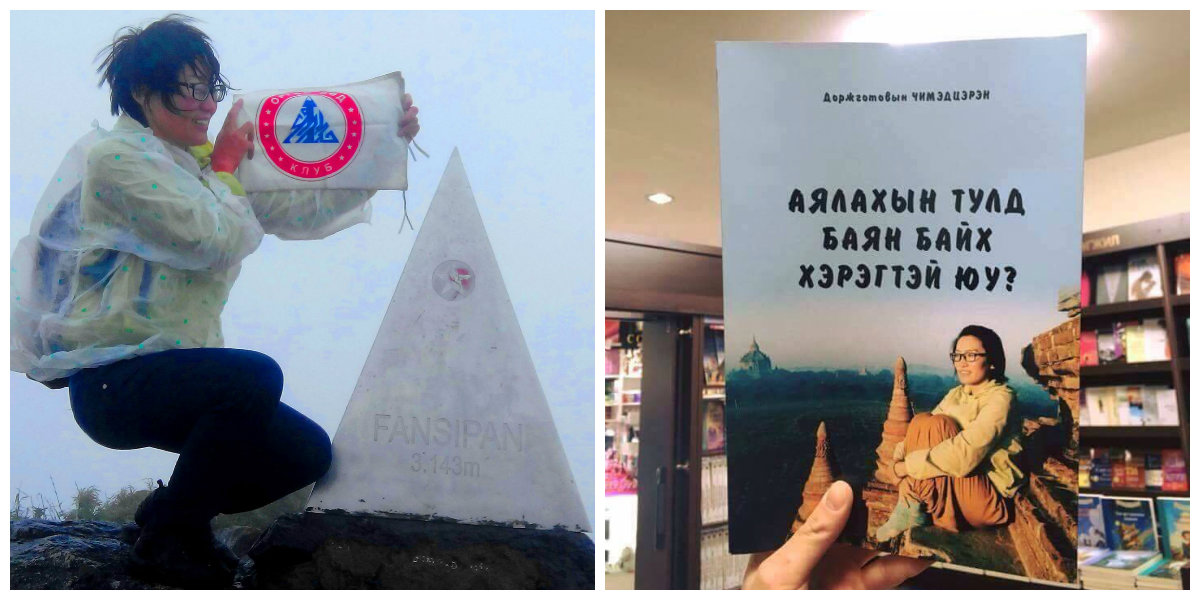 КЛУБ
FANSIPAN
3.143m
Доржготовын ЧИМЭДЦЭРЭН
АЯЛАХЫН ТУЛД
БАЯН БАЙХ
ХЭРЭГТЭЙ ЮУ?